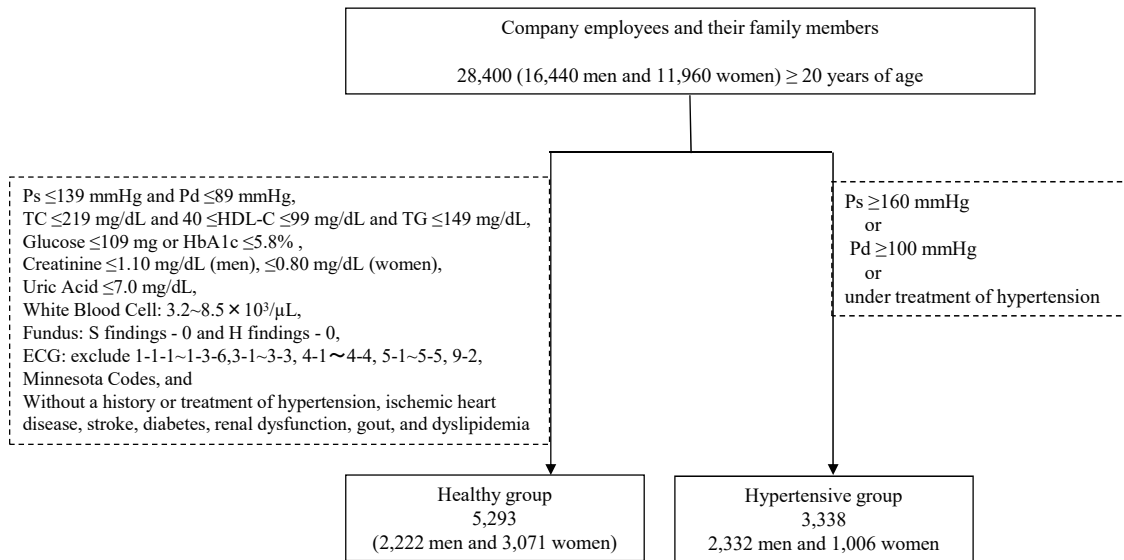 Company employees and their family members
28,400 (16,440 men and 11,960 women) ≥ 20 years of age
Ps ≤139 mmHg and Pd ≤89 mmHg,
TC ≤219 mg/dL and 40 ≤HDL-C ≤99 mg/dL and TG ≤149 mg/dL,
Glucose ≤109 mg or HbA1c ≤5.8% ,
Creatinine ≤1.10 mg/dL (men), ≤0.80 mg/dL (women),
Uric Acid ≤7.0 mg/dL,
White Blood Cell: 3.2~8.5 × 10³/µL,
Fundus: S findings - 0 and H findings - 0,
ECG: exclude 1-1-1~1-3-6,3-1~3-3, 4-1～4-4, 5-1~5-5, 9-2,
Minnesota Codes, and
Without a history or treatment of hypertension, ischemic heart
disease, stroke, diabetes, renal dysfunction, gout, and dyslipidemia
Ps ≥160 mmHg
or
Pd ≥100 mmHg
or
under treatment of hypertension
Healthy group
5,293
(2,222 men and 3,071 women)
Hypertensive group
3,338
2,332 men and 1,006 women